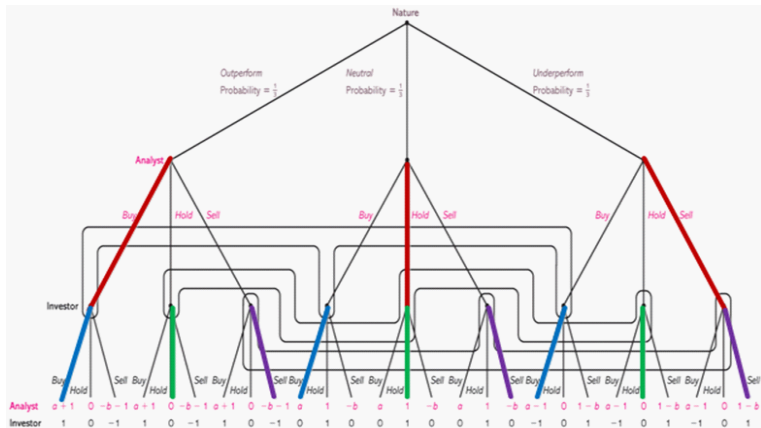 Nature
Outperform Neutral Underperform
Probability = 1/3 Probability = 1/3 Probability = 1/3
Analyst
Buy Hold Sell Buy Hold Sell Buy Hold Sell
Investor
Buy Hold Sell Buy Hold Sell Buy Hold Sell Buy Hold Sell Buy Hold Sell Buy Hold Sell Buy Hold Sell Buy Hold Sell Buy Hold Sell
Analyst a + 1 0 −b − 1 a + 1 0 −b − 1 a + 1 0 −b − 1 a 1 −b a 1 −b a 1 −b a − 1 0 1 − b a − 1 0 1 − b a − 1 0 1 − b
Investor 1 0 −1 1 0 −1 1 0 −1 0 1 0 0 1 0 0 1 0 −1 0 1 −1 0 1 −1 0 1